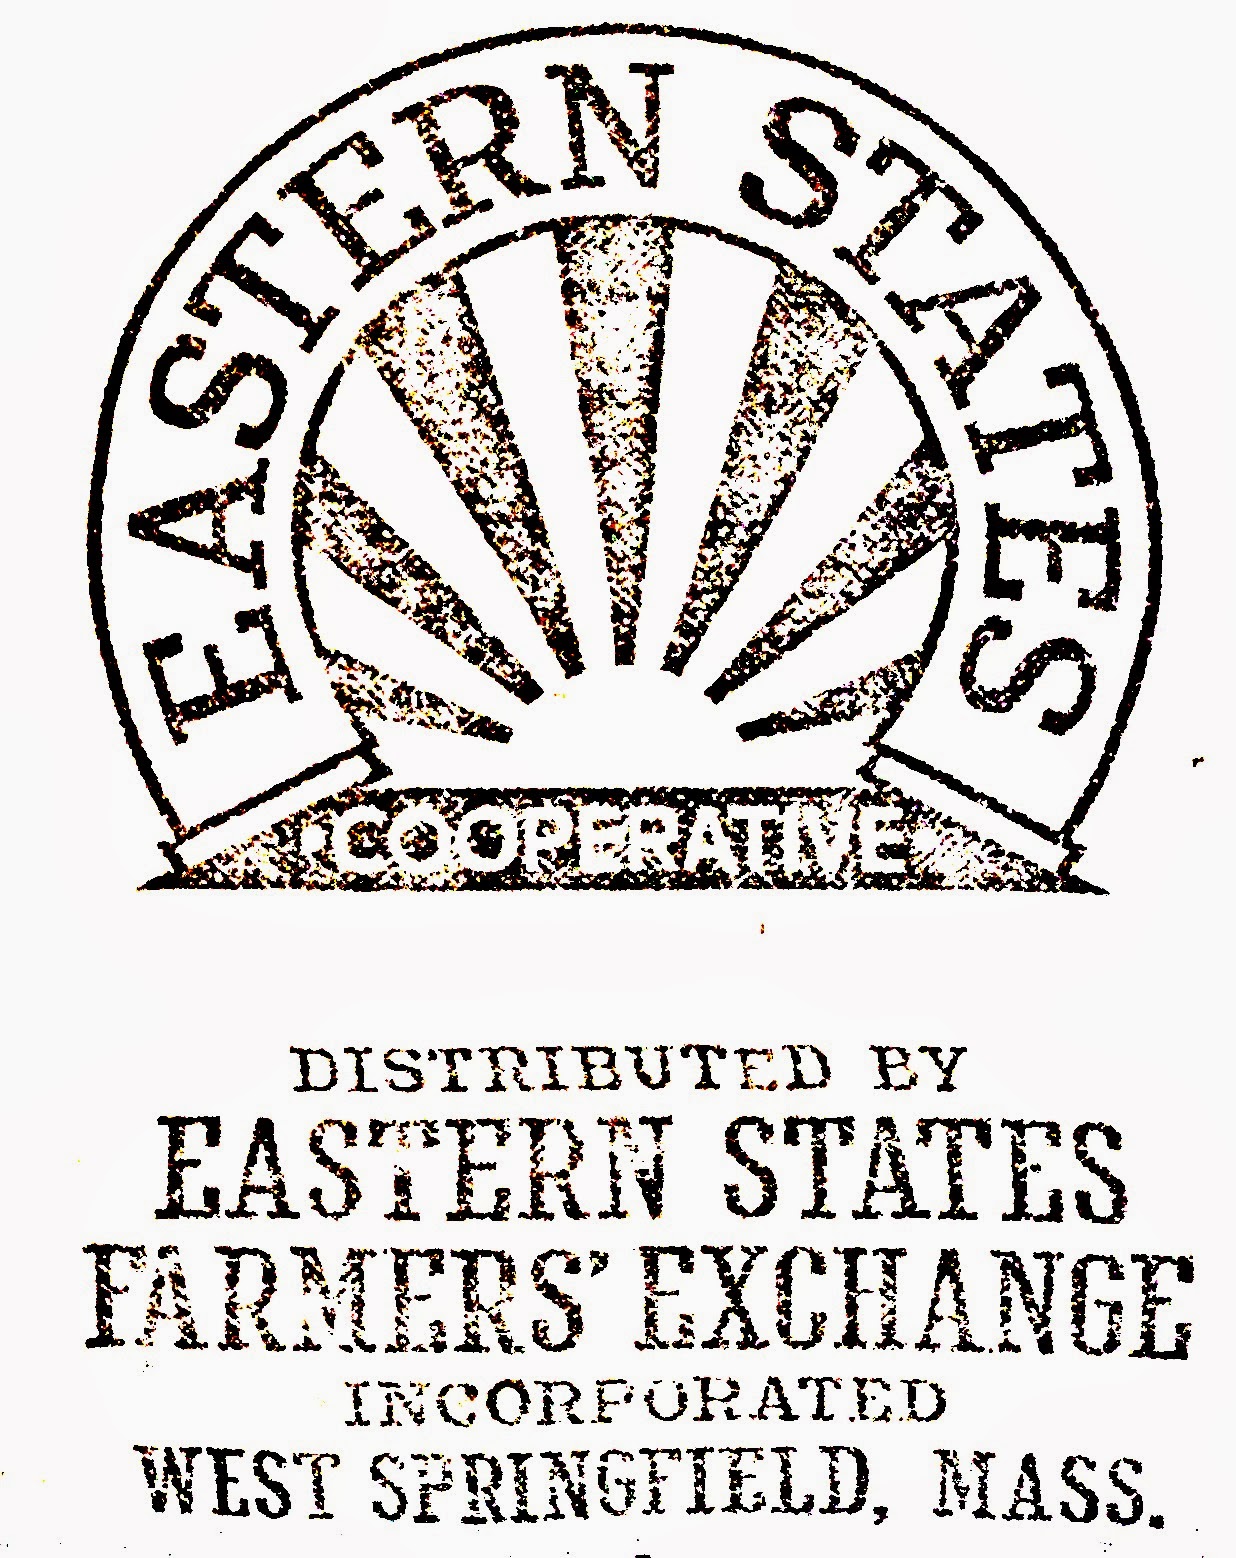 EASTERN STATES
COOPERATIVE
DISTRIBUTED BY
EASTERN STATES
FARMERS' EXCHANGE
INCORPORATED
WEST SPRINGFIELD, MASS.